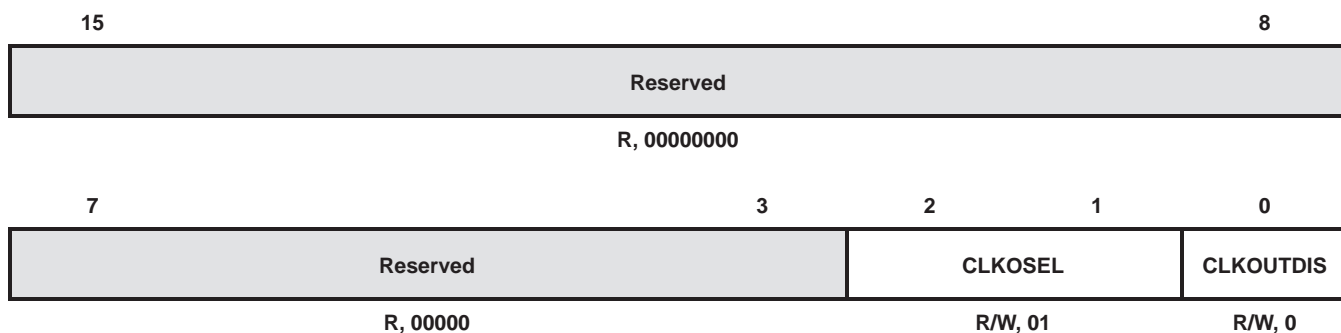 15 8
Reserved
R, 00000000
7 3 2 1 0
Reserved CLKOSEL CLKOUTDIS
R, 00000 R/W, 01 R/W, 0